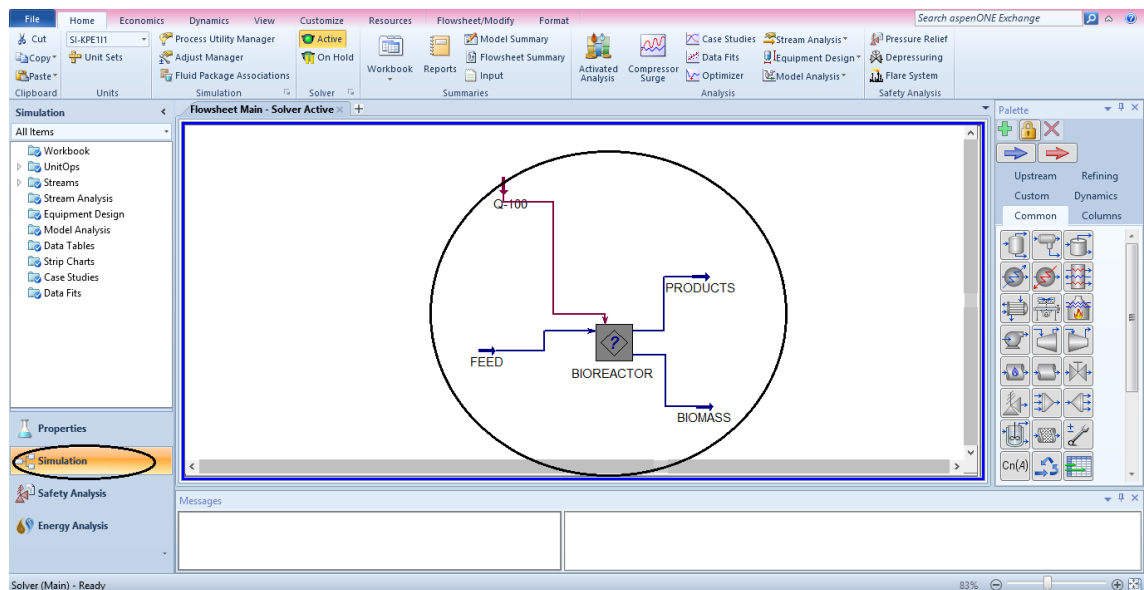 File Home Economics Dynamics View Customize Resources Flowsheet/Modify Format Search aspenONE Exchange
Cut SI-KPE1I1 Process Utility Manager Active Model Summary Case Studies Stream Analysis Pressure Relief
Copy Unit Sets Adjust Manager On Hold Flowsheet Summary Data Fits Equipment Design Depressuring
Paste Fluid Package Associations Workbook Reports Input Activated Analysis Compressor Surge Optimizer Model Analysis Flare System
Clipboard Units Simulation Solver Summaries Analysis Safety Analysis
Simulation Flowsheet Main - Solver Active Palette
All Items
Workbook
UnitOps
Streams
Stream Analysis
Equipment Design
Model Analysis
Data Tables
Strip Charts
Case Studies
Data Fits
Properties
Simulation
Safety Analysis
Energy Analysis
Q-100
PRODUCTS
FEED
?
BIOREACTOR
BIOMASS
Upstream Refining
Custom Dynamics
Common Columns
Cn(A)
Messages
Solver (Main) - Ready 83%